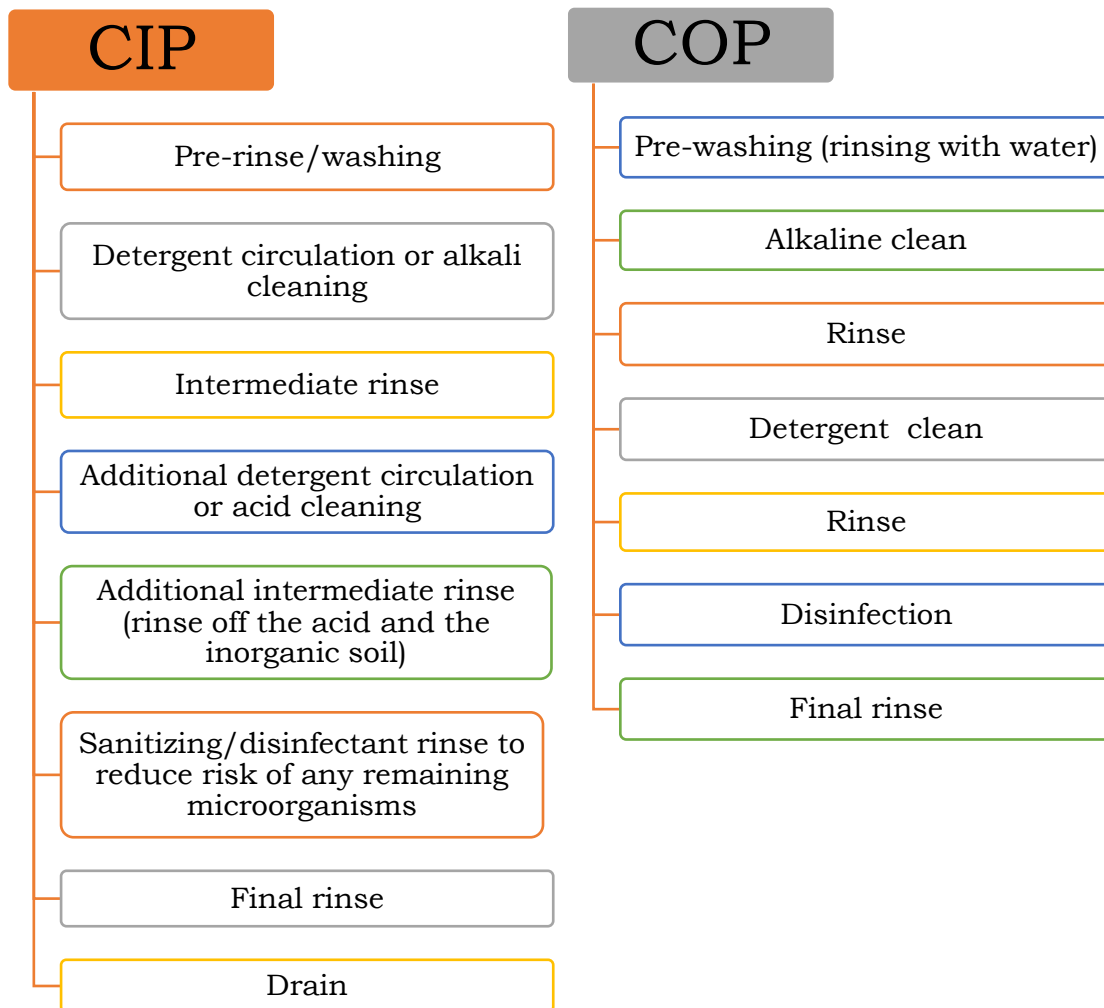 CIP
Pre-rinse/washing
Detergent circulation or alkali
cleaning
Intermediate rinse
Additional detergent circulation
or acid cleaning
Additional intermediate rinse
(rinse off the acid and the
inorganic soil)
Sanitizing/disinfectant rinse to
reduce risk of any remaining
microorganisms
Final rinse
Drain
COP
Pre-washing (rinsing with water)
Alkaline clean
Rinse
Detergent  clean
Rinse
Disinfection
Final rinse